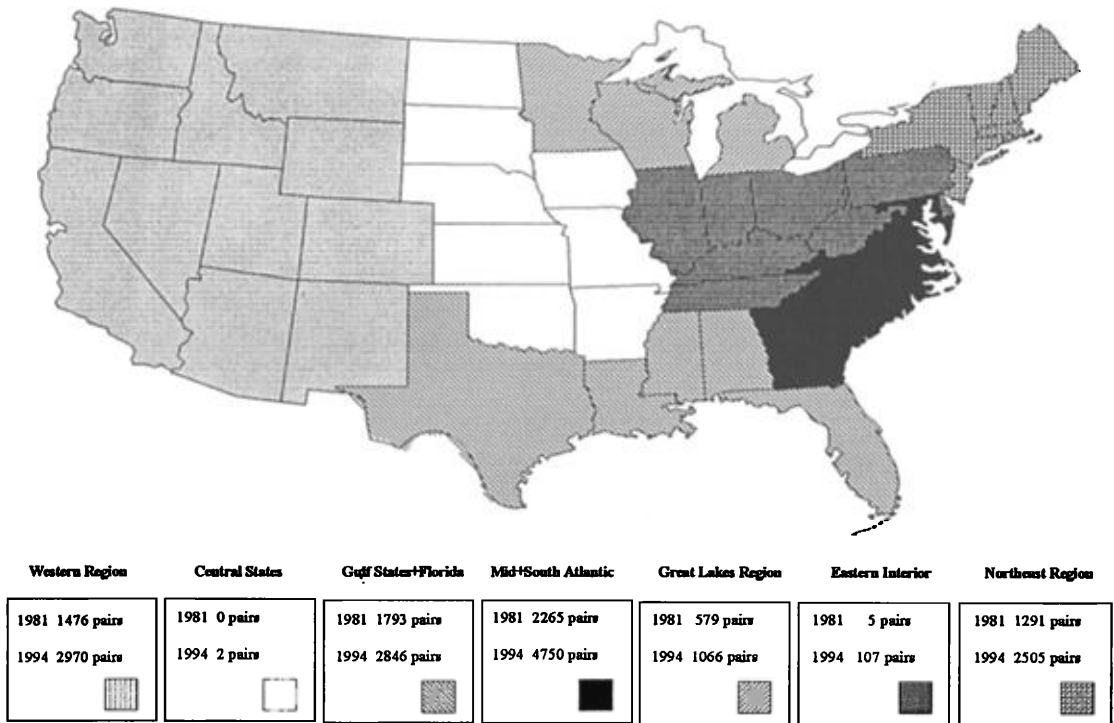 Western Region
1981 1476 pairs
1994 2970 pairs
Central States
1981 0 pairs
1994 2 pairs
Gulf States+Florida
1981 1793 pairs
1994 2846 pairs
Mid+South Atlantic
1981 2265 pairs
1994 4750 pairs
Great Lakes Region
1981 579 pairs
1994 1066 pairs
Eastern Interior
1981 5 pairs
1994 107 pairs
Northeast Region
1981 1291 pairs
1994 2505 pairs